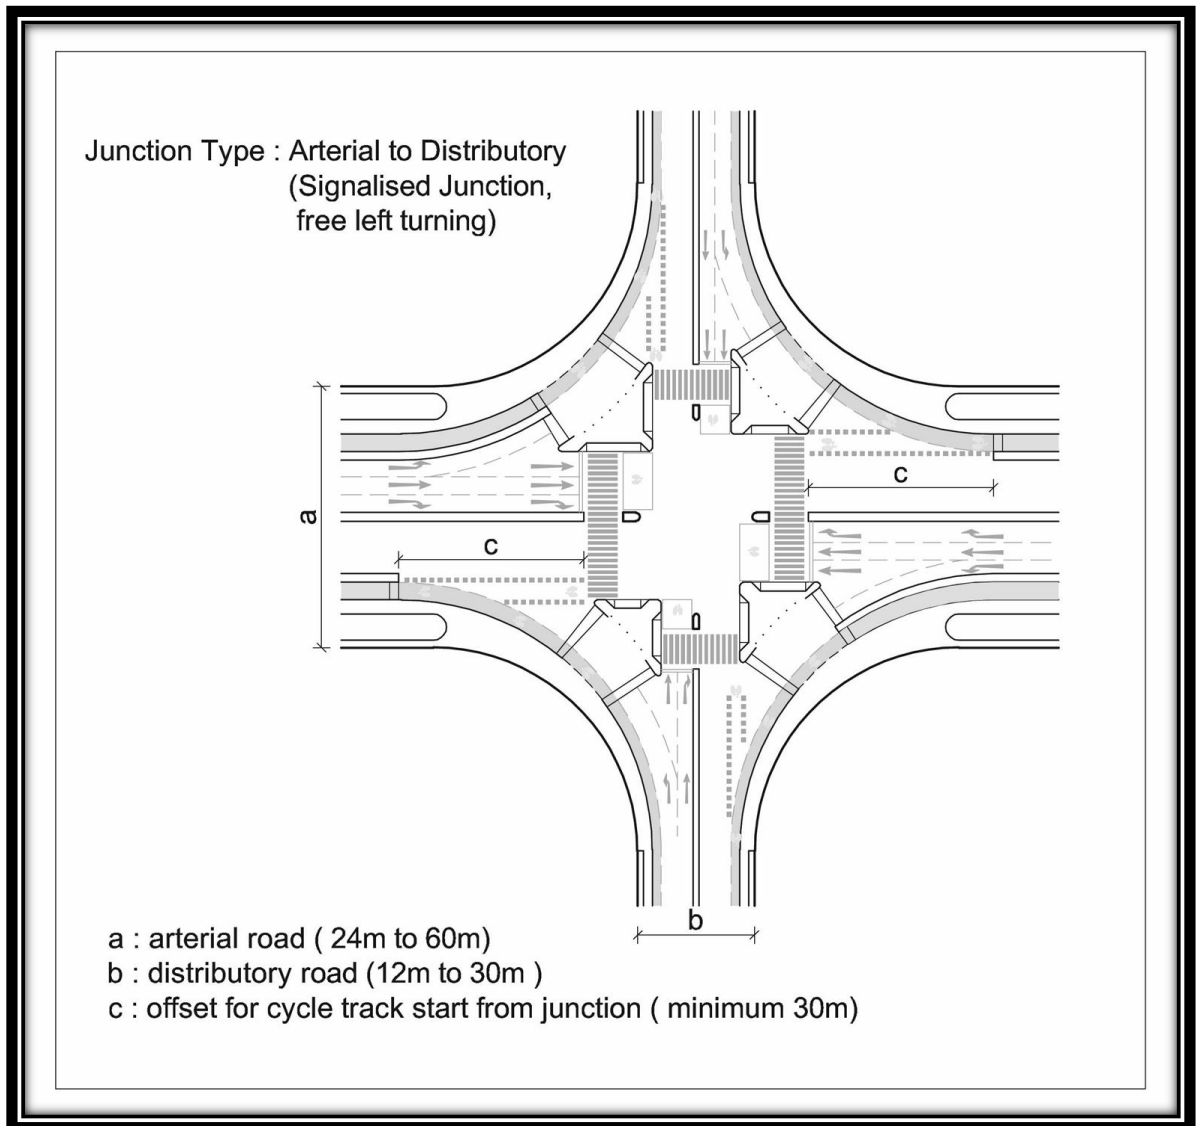 Junction Type : Arterial to Distributory
(Signalised Junction,
free left turning)
c
a
c
b
a : arterial road ( 24m to 60m)
b : distributory road (12m to 30m )
c : offset for cycle track start from junction ( minimum 30m)